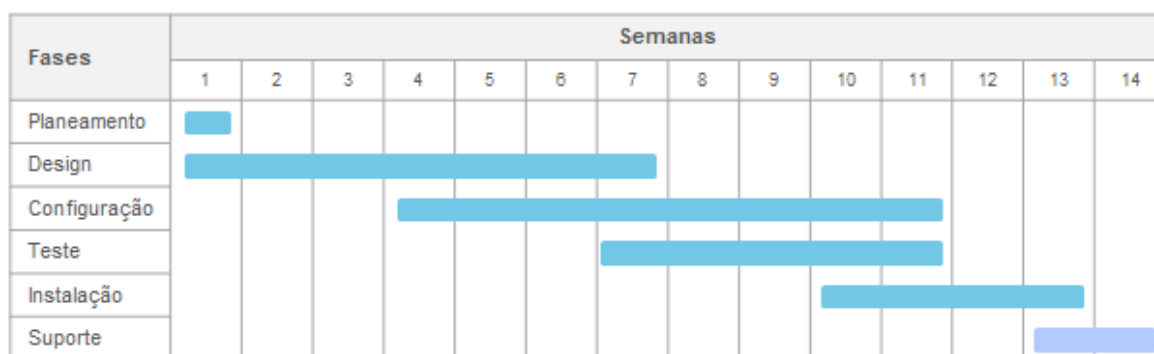 Fases
Semanas
1 2 3 4 5 6 7 8 9 10 11 12 13 14
Planeamento
Design
Configuração
Teste
Instalação
Suporte